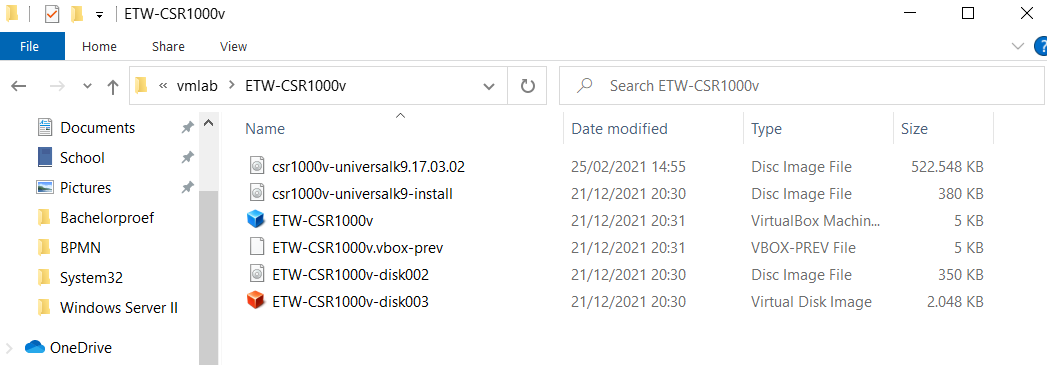 ETW-CSR1000v
File Home Share View ?
« vmlab > ETW-CSR1000v Search ETW-CSR1000v
Documents
School
Pictures
Bachelorproef
BPMN
System32
Windows Server II
OneDrive
Name Date modified Type Size
csr1000v-universalk9.17.03.02 25/02/2021 14:55 Disc Image File 522.548 KB
csr1000v-universalk9-install 21/12/2021 20:30 Disc Image File 380 KB
ETW-CSR1000v 21/12/2021 20:31 VirtualBox Machin... 5 KB
ETW-CSR1000v.vbox-prev 21/12/2021 20:31 VBOX-PREV File 5 KB
ETW-CSR1000v-disk002 21/12/2021 20:30 Disc Image File 350 KB
ETW-CSR1000v-disk003 21/12/2021 20:30 Virtual Disk Image 2.048 KB